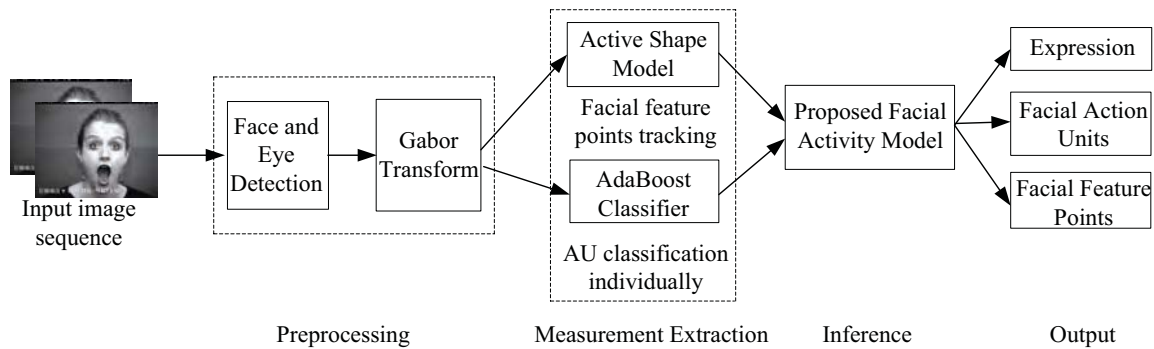 Input image
sequence
Face and
Eye
Detection
Gabor
Transform
Preprocessing
Active Shape
Model
Facial feature
points tracking
AdaBoost
Classifier
AU classification
individually
Measurement Extraction
Proposed Facial
Activity Model
Inference
Expression
Facial Action
Units
Facial Feature
Points
Output